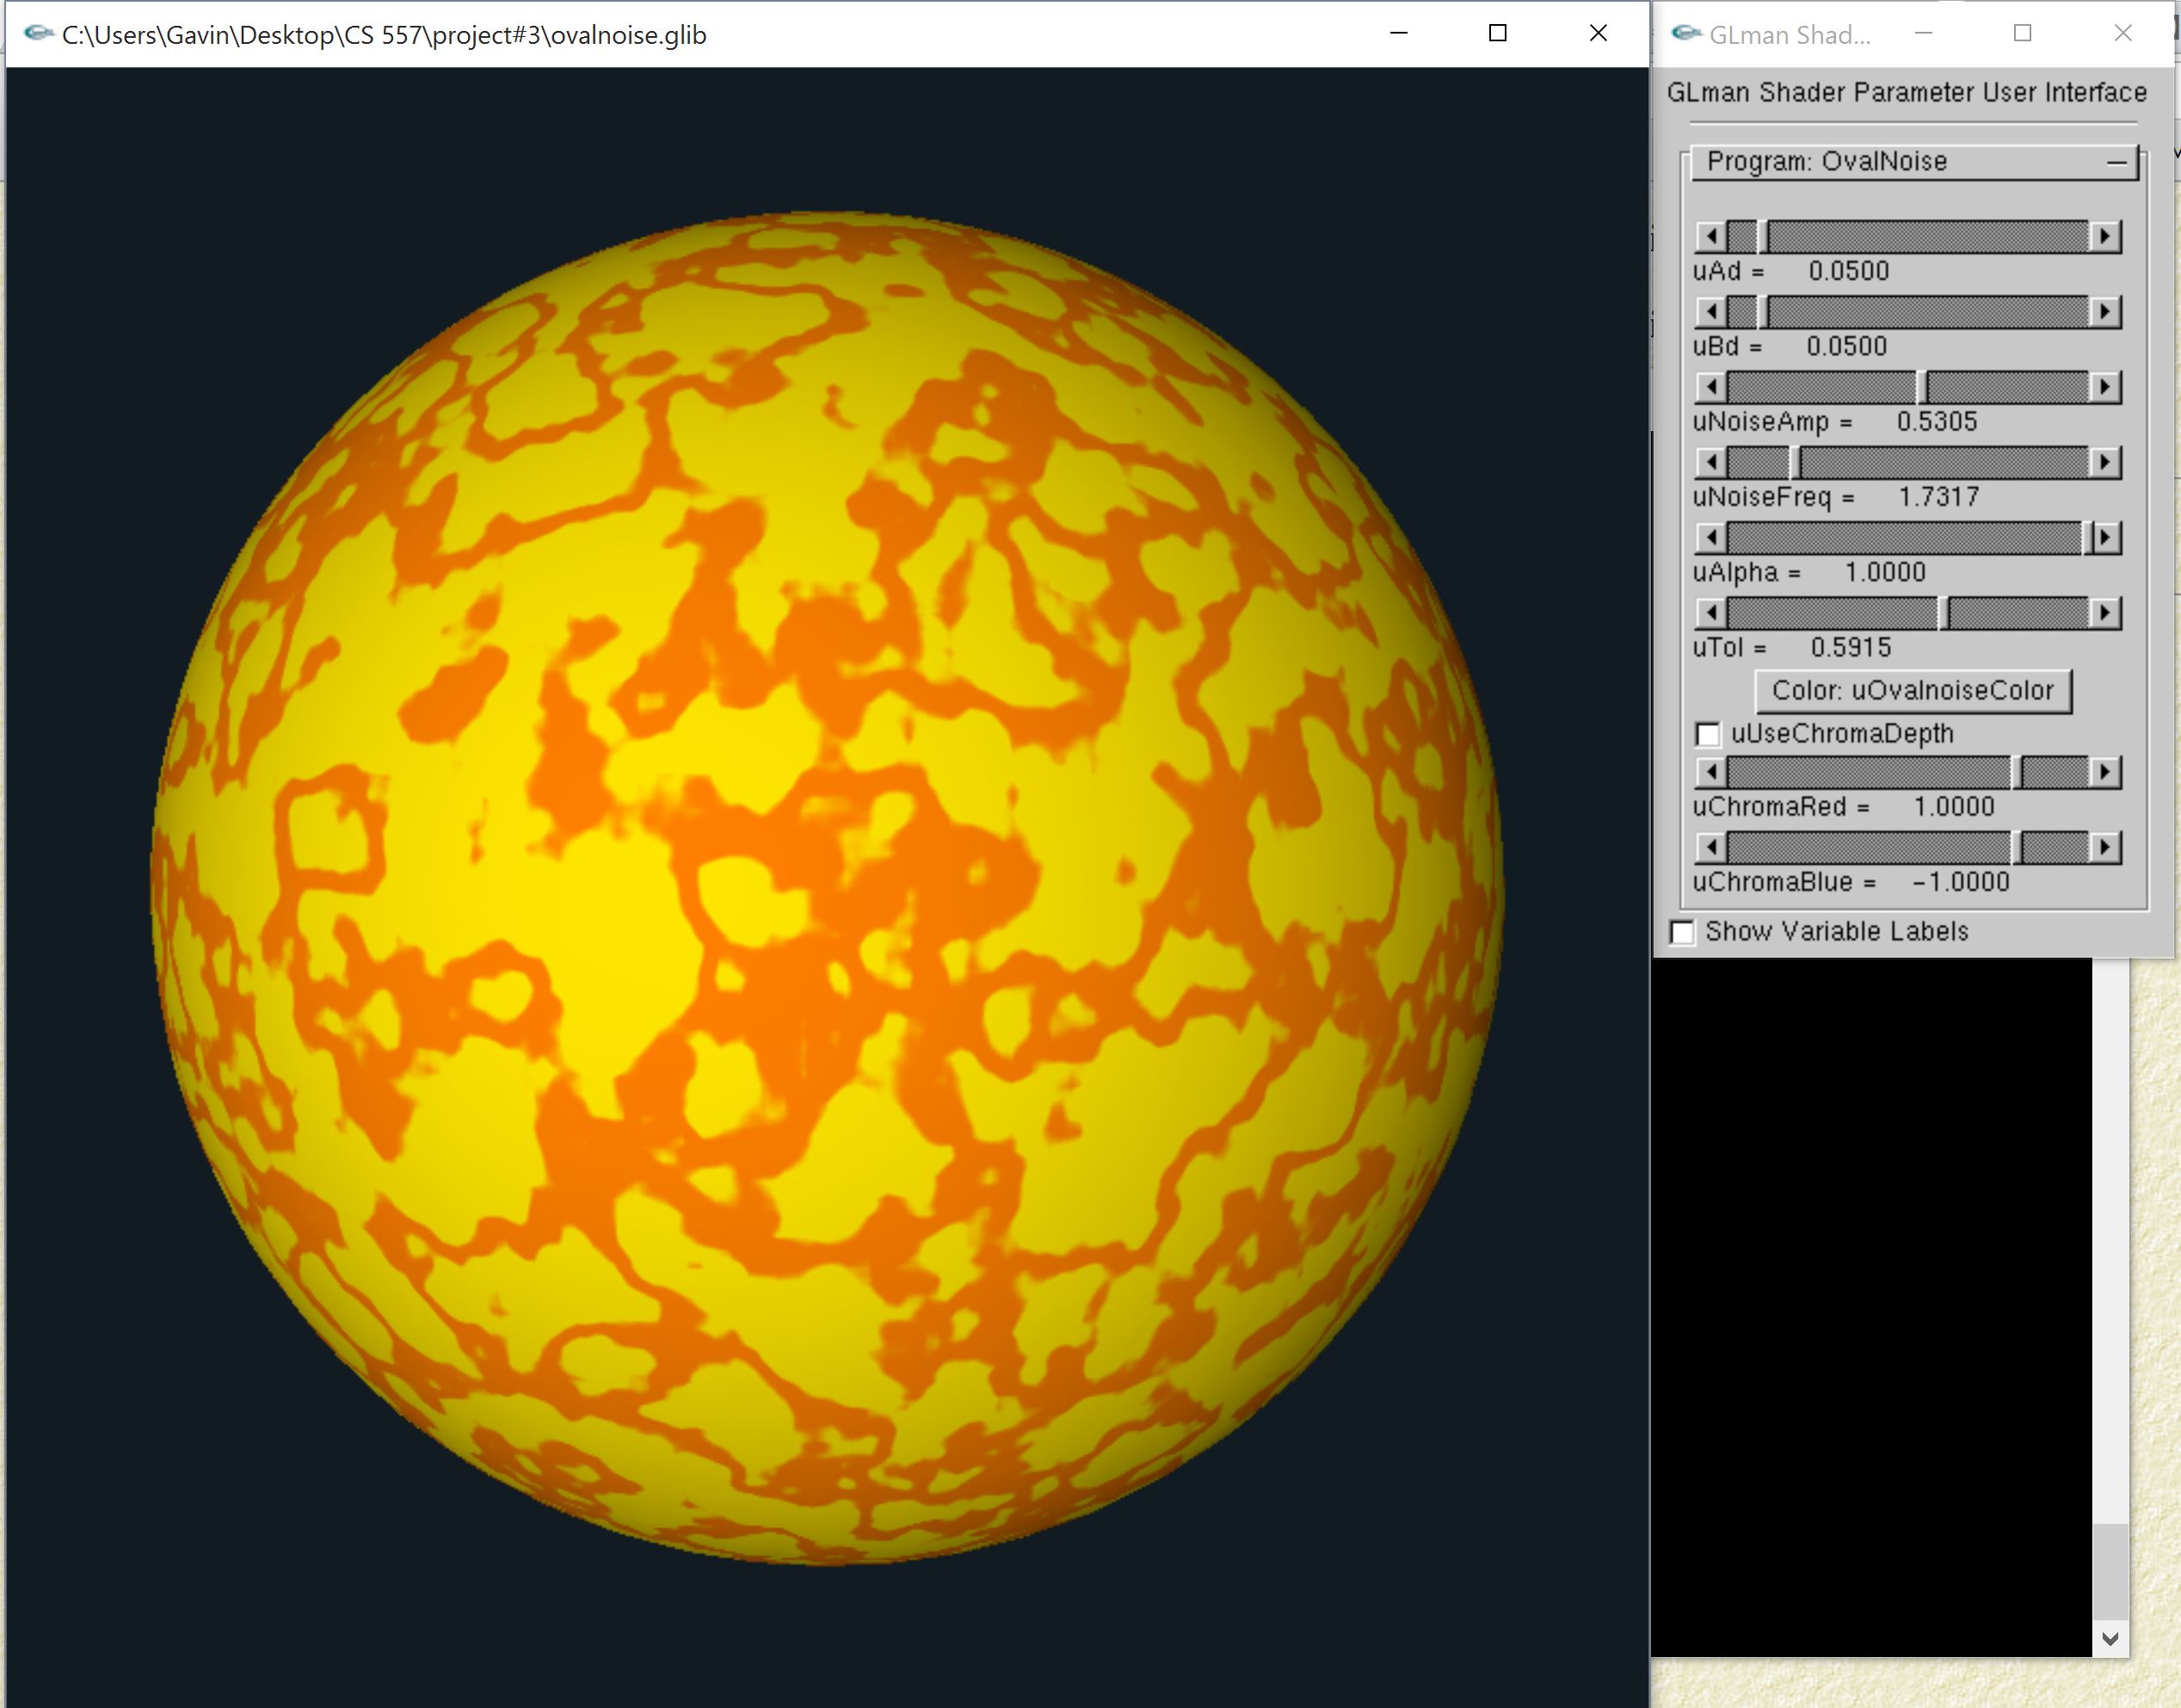 C:\Users\Gavin\Desktop\CS 557\project#3\ovalnoise.glib
GLman Shad...
GLman Shader Parameter User Interface
Program: OvalNoise
uAd = 0.0500
uBd = 0.0500
uNoiseAmp = 0.5305
uNoiseFreq = 1.7317
uAlpha = 1.0000
uTol = 0.5915
Color: uOvalnoiseColor
uUseChromaDepth
uChromaRed = 1.0000
uChromaBlue = -1.0000
Show Variable Labels